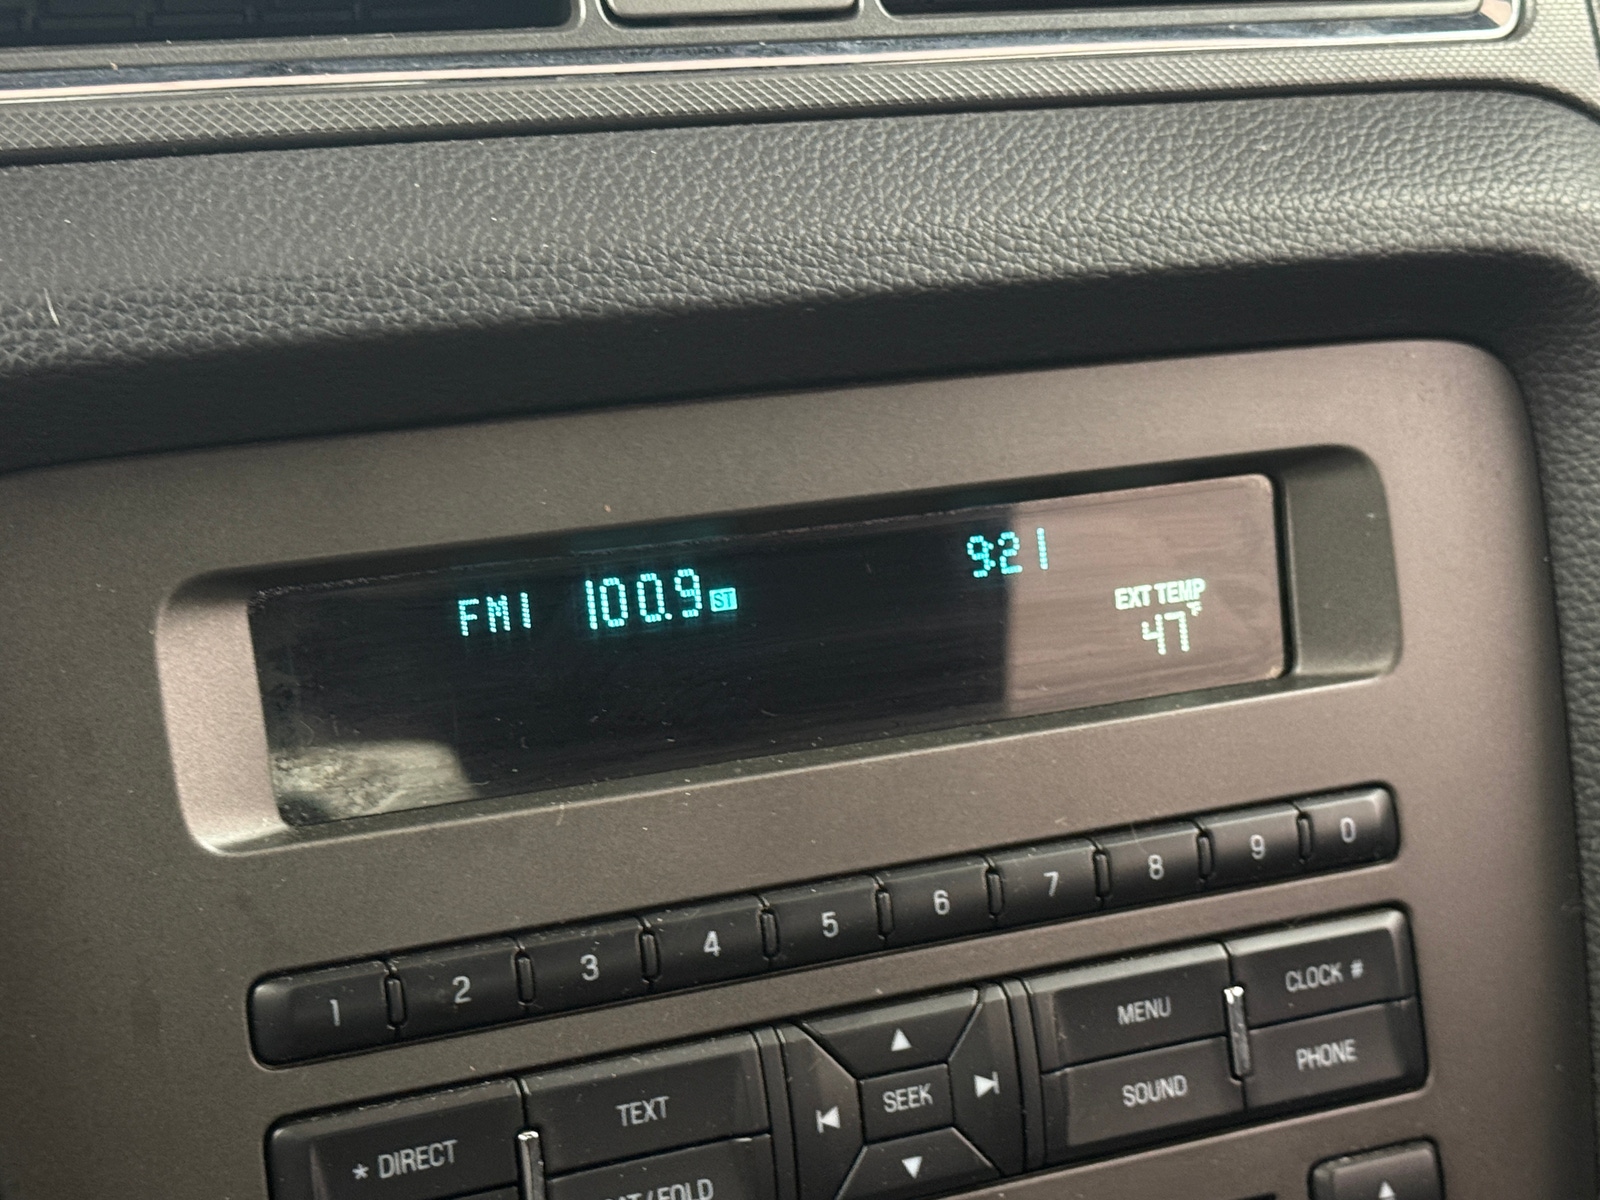 9:21
FM1 100.9 ST
EXT TEMP
47°F
1 2 3 4 5 6 7 8 9 0
MENU CLOCK #
SEEK SOUND PHONE
* DIRECT TEXT
/FOLD